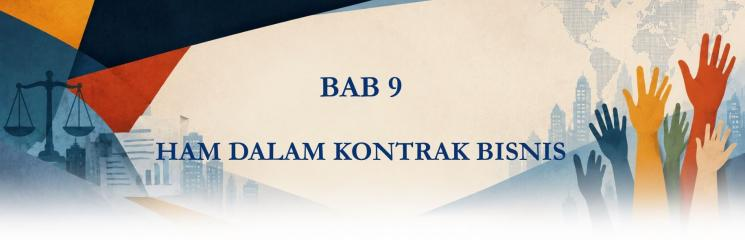 BAB 9
HAM DALAM KONTRAK BISNIS